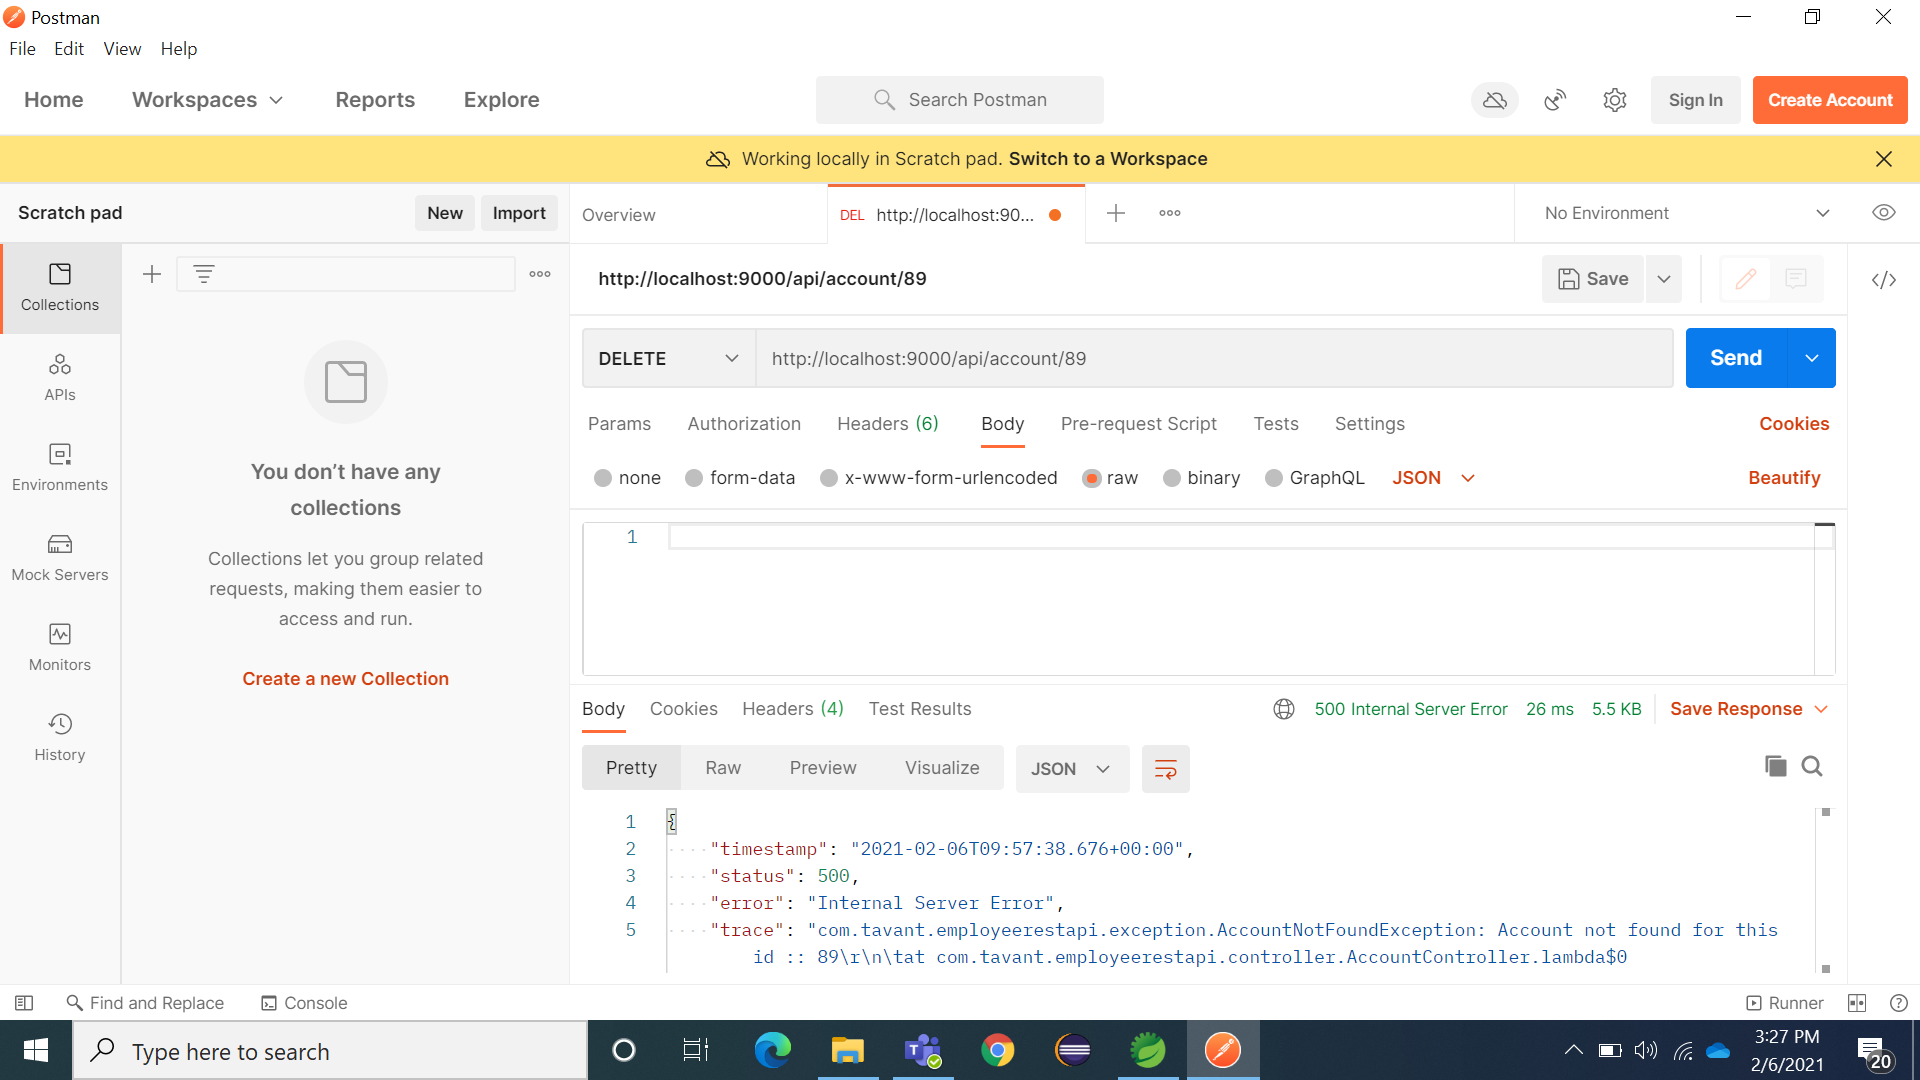 Postman
File Edit View Help
Home Workspaces Reports Explore Search Postman Sign In Create Account
Working locally in Scratch pad. Switch to a Workspace
Scratch pad New Import Overview DEL http://localhost:90... No Environment
http://localhost:9000/api/account/89 Save
Collections
APIs
Environments
Mock Servers
Monitors
History
You don’t have any
collections
Collections let you group related
requests, making them easier to
access and run.
Create a new Collection
DELETE http://localhost:9000/api/account/89 Send
Params Authorization Headers (6) Body Pre-request Script Tests Settings Cookies
none form-data x-www-form-urlencoded raw binary GraphQL JSON Beautify
1
Body Cookies Headers (4) Test Results 500 Internal Server Error 26 ms 5.5 KB Save Response
Pretty Raw Preview Visualize JSON
1 {
2 "timestamp": "2021-02-06T09:57:38.676+00:00",
3 "status": 500,
4 "error": "Internal Server Error",
5 "trace": "com.tavant.employeerestapi.exception.AccountNotFoundException: Account not found for this
id :: 89\r\n\tat com.tavant.employeerestapi.controller.AccountController.lambda$0
Find and Replace Console Runner
Type here to search
3:27 PM
2/6/2021
20